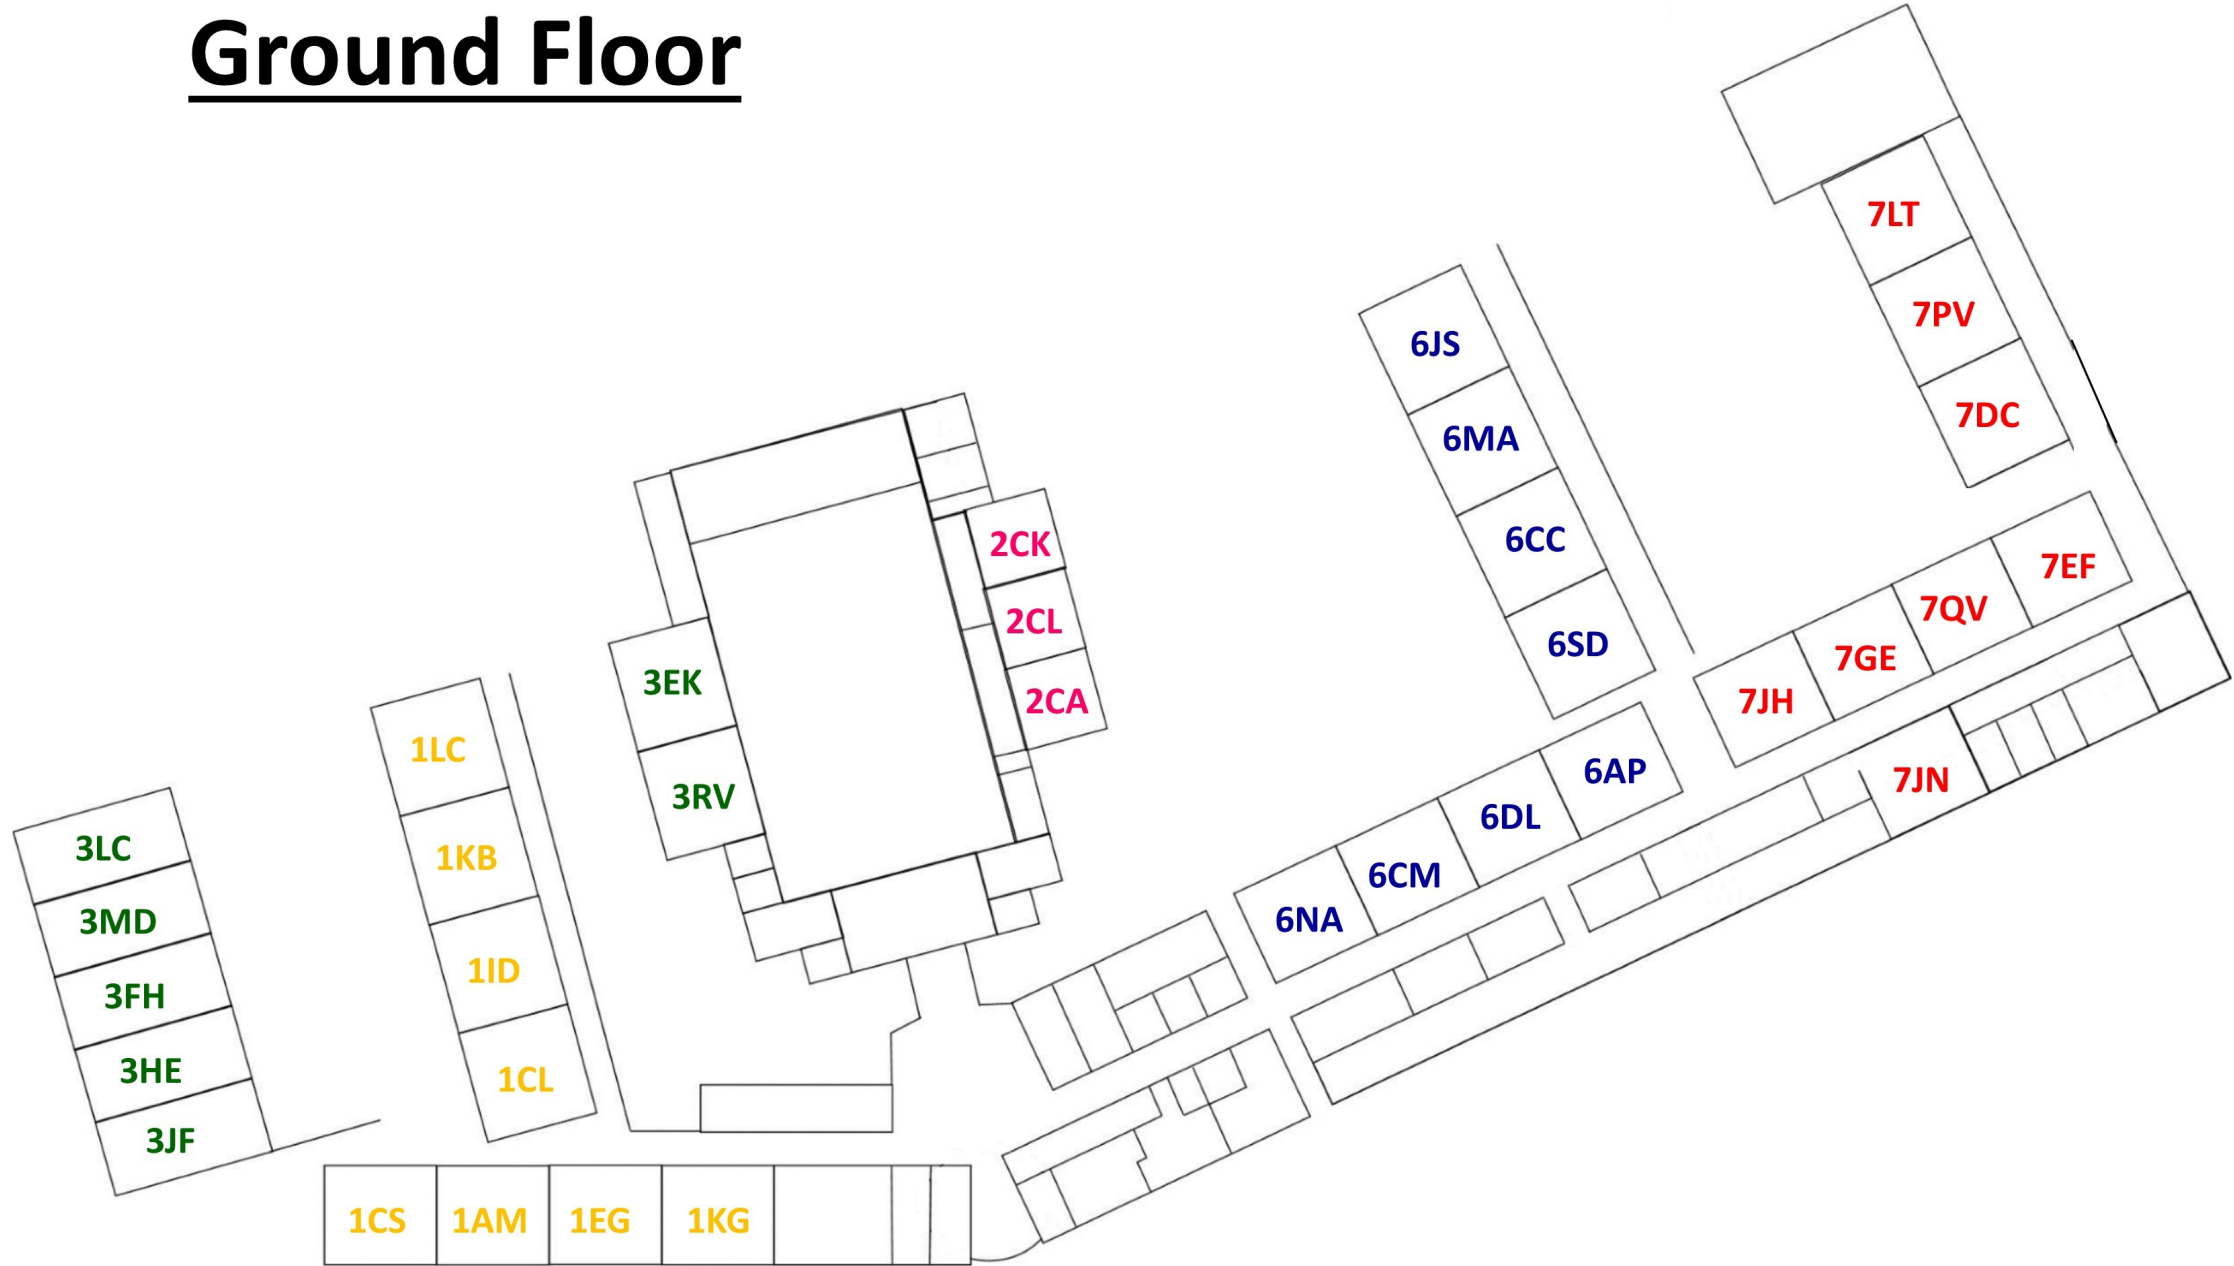 Ground Floor
7LT
7PV
7DC
6JS
6MA
6CC
6SD
2CK
2CL
2CA
7EF
7QV
7GE
7JH
7JN
3EK
3RV
6AP
6DL
6CM
6NA
1LC
1KB
1ID
1CL
3LC
3MD
3FH
3HE
3JF
1CS
1AM
1EG
1KG